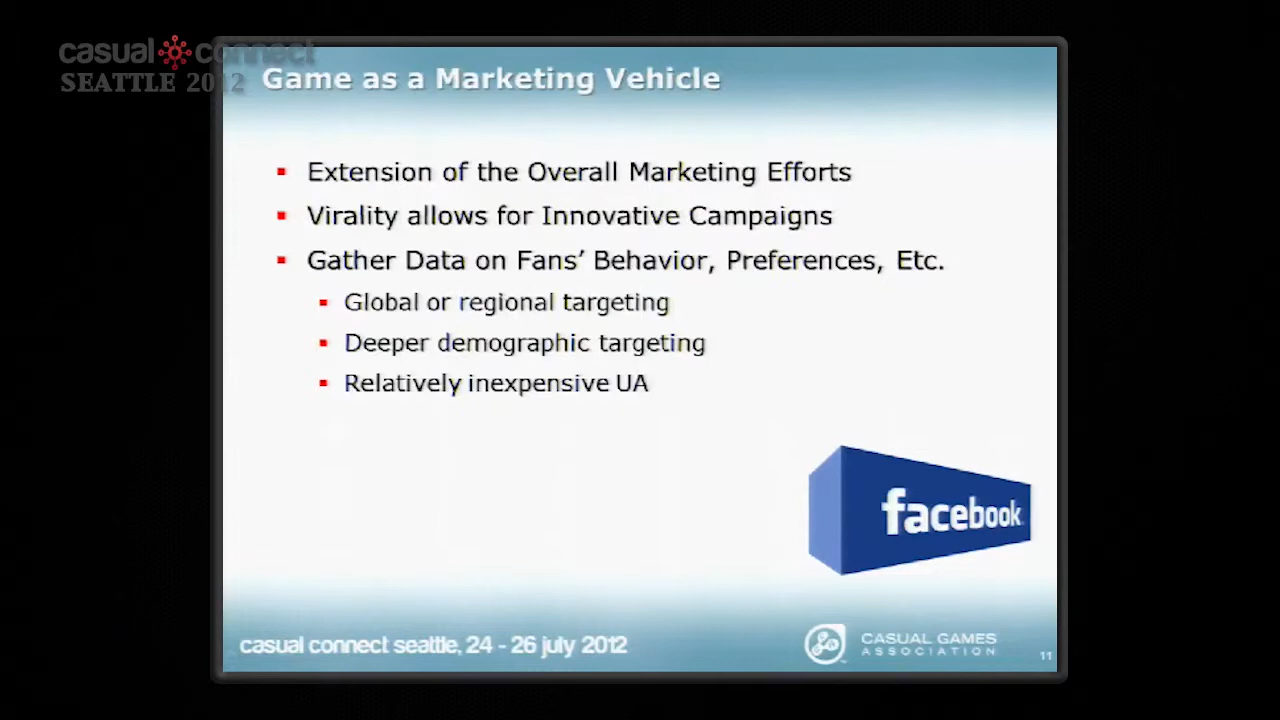 casual connect
SEATTLE 2012
Game as a Marketing Vehicle
Extension of the Overall Marketing Efforts
Virality allows for Innovative Campaigns
Gather Data on Fans’ Behavior, Preferences, Etc.
Global or regional targeting
Deeper demographic targeting
Relatively inexpensive UA
facebook
casual connect seattle, 24 - 26 july 2012
CASUAL GAMES
ASSOCIATION
11